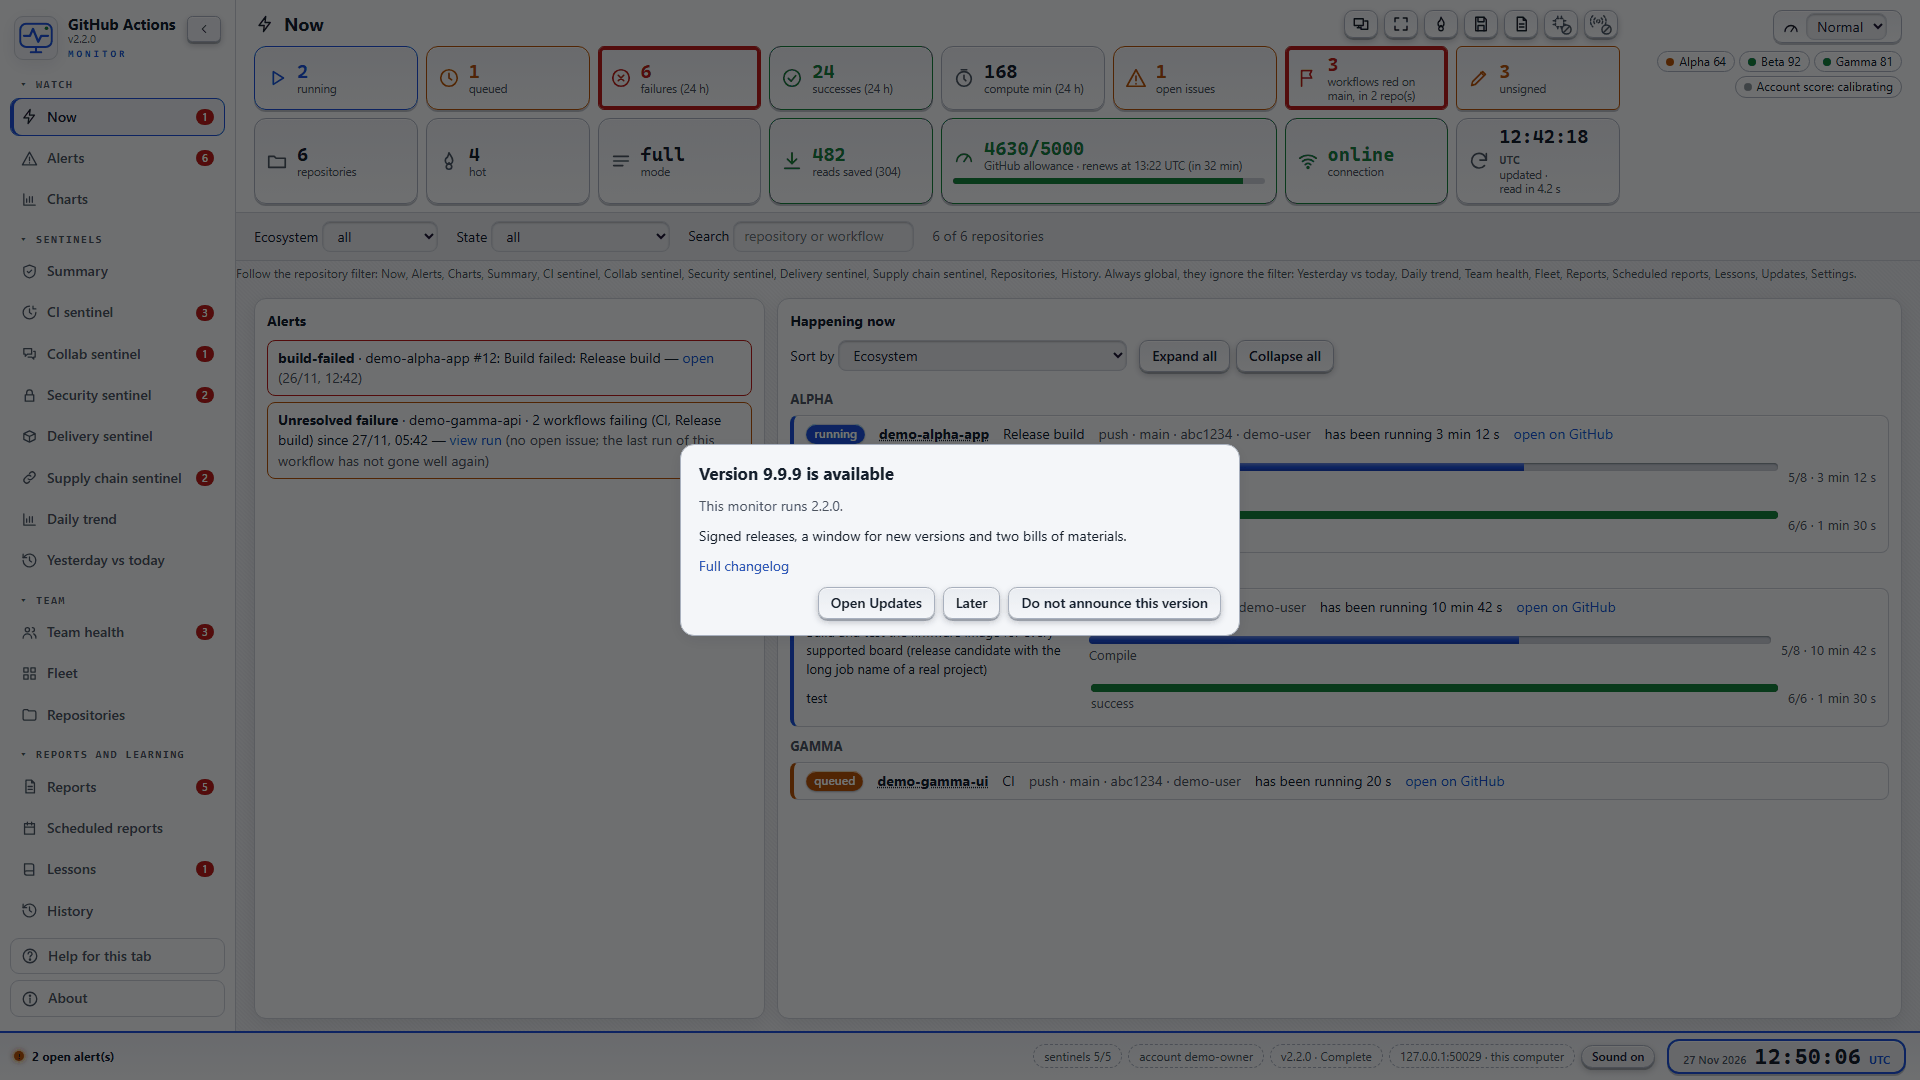 GitHub Actions
v2.2.0
MONITOR
WATCH
Now 1
Alerts 6
Charts
SENTINELS
Summary
CI sentinel 3
Collab sentinel 1
Security sentinel 2
Delivery sentinel
Supply chain sentinel 2
Daily trend
Yesterday vs today
TEAM
Team health 3
Fleet
Repositories
REPORTS AND LEARNING
Reports 5
Scheduled reports
Lessons 1
History
Help for this tab
About
Now
Normal
Alpha 64
Beta 92
Gamma 81
Account score: calibrating
2
running
1
queued
6
failures (24 h)
24
successes (24 h)
168
compute min (24 h)
1
open issues
3
workflows red on
main, in 2 repo(s)
3
unsigned
6
repositories
4
hot
full
mode
482
reads saved (304)
4630/5000
GitHub allowance · renews at 13:22 UTC (in 32 min)
online
connection
12:42:18
UTC
updated ·
read in 4.2 s
Ecosystem all State all Search repository or workflow 6 of 6 repositories
Follow the repository filter: Now, Alerts, Charts, Summary, CI sentinel, Collab sentinel, Security sentinel, Delivery sentinel, Supply chain sentinel, Repositories, History. Always global, they ignore the filter: Yesterday vs today, Daily trend, Team health, Fleet, Reports, Scheduled reports, Lessons, Updates, Settings.
Alerts
build-failed · demo-alpha-app #12: Build failed: Release build — open
(26/11, 12:42)
Unresolved failure · demo-gamma-api · 2 workflows failing (CI, Release
build) since 27/11, 05:42 — view run (no open issue; the last run of this
workflow has not gone well again)
Happening now
Sort by Ecosystem Expand all Collapse all
ALPHA
running demo-alpha-app Release build push · main · abc1234 · demo-user has been running 3 min 12 s open on GitHub
5/8 · 3 min 12 s
6/6 · 1 min 30 s
Version 9.9.9 is available
This monitor runs 2.2.0.
Signed releases, a window for new versions and two bills of materials.
Full changelog
Open Updates Later Do not announce this version
demo-user has been running 10 min 42 s open on GitHub
supported board (release candidate with the
long job name of a real project)
Compile
5/8 · 10 min 42 s
test
success
6/6 · 1 min 30 s
GAMMA
queued demo-gamma-ui CI push · main · abc1234 · demo-user has been running 20 s open on GitHub
2 open alert(s)
sentinels 5/5
account demo-owner
v2.2.0 · Complete
127.0.0.1:50029 · this computer
Sound on
27 Nov 2026 12:50:06 UTC